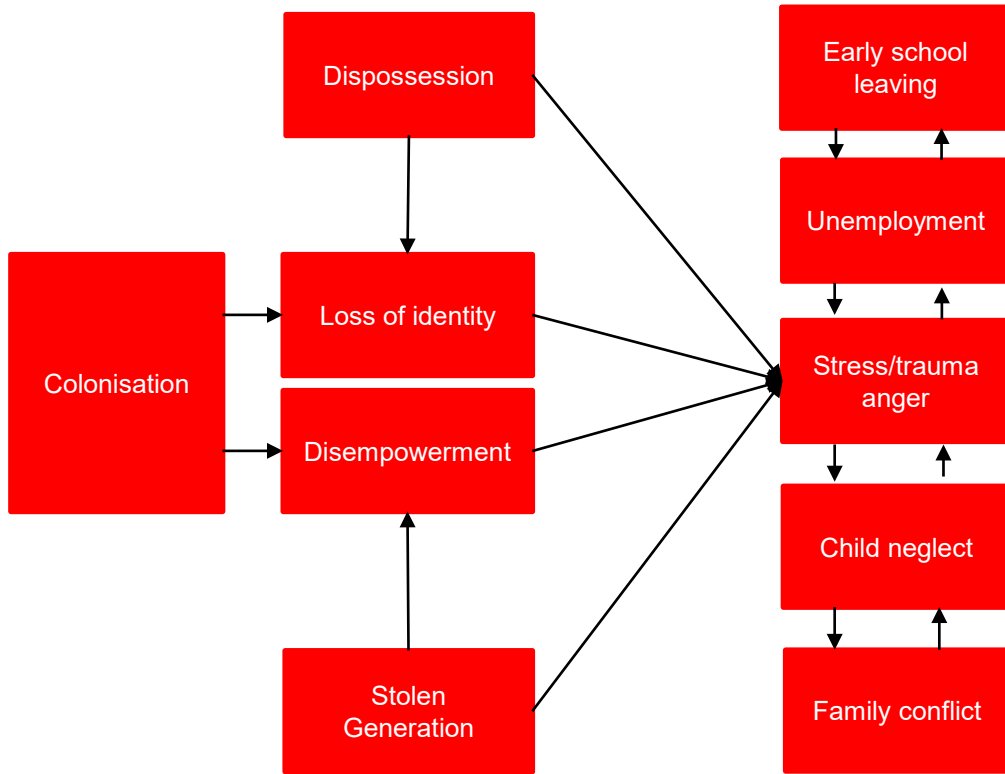 Dispossession
Early school
leaving
Unemployment
Loss of identity
Colonisation
Stress/trauma
anger
Disempowerment
Child neglect
Stolen
Generation
Family conflict